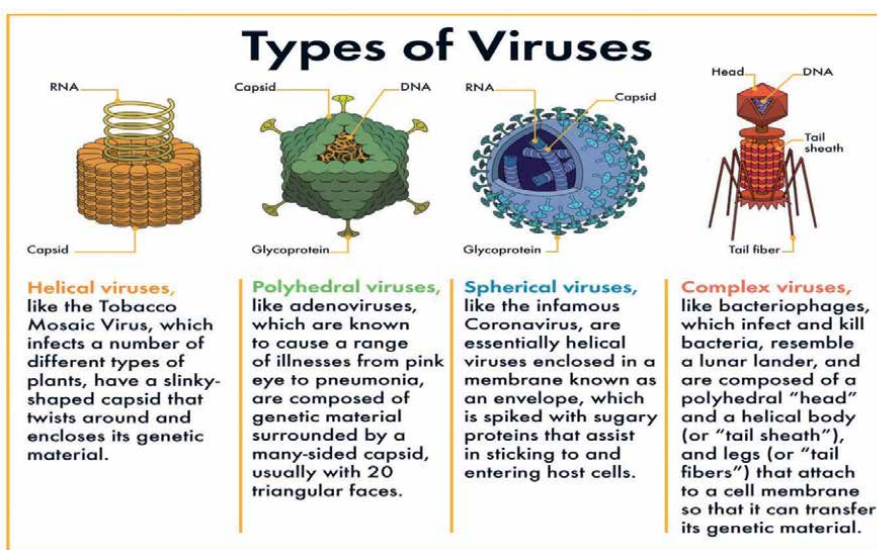 Types of Viruses
RNA
Capsid
Capsid
DNA
Glycoprotein
RNA
Capsid
Glycoprotein
Head
DNA
Tail
sheath
Tail fiber
Helical viruses,
like the Tobacco
Mosaic Virus, which
infects a number of
different types of
plants, have a slinky-
shaped capsid that
twists around and
encloses its genetic
material.
Polyhedral viruses,
like adenoviruses,
which are known
to cause a range
of illnesses from pink
eye to pneumonia,
are composed of
genetic material
surrounded by a
many-sided capsid,
usually with 20
triangular faces.
Spherical viruses,
like the infamous
Coronavirus, are
essentially helical
viruses enclosed in a
membrane known as
an envelope, which
is spiked with sugary
proteins that assist
in sticking to and
entering host cells.
Complex viruses,
like bacteriophages,
which infect and kill
bacteria, resemble
a lunar lander, and
are composed of a
polyhedral “head”
and a helical body
(or “tail sheath”),
and legs (or “tail
fibers”) that attach
to a cell membrane
so that it can transfer
its genetic material.